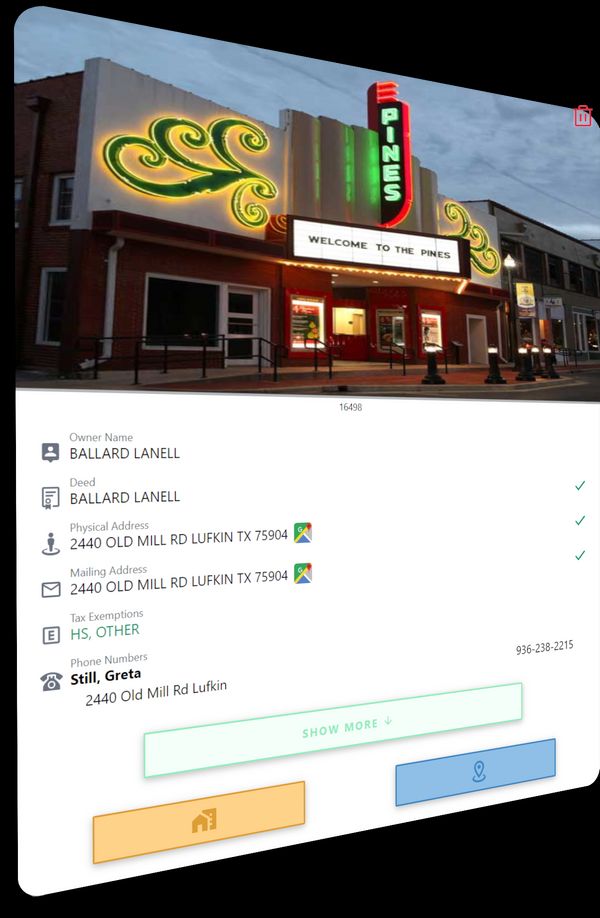 PINES
WELCOME TO THE PINES
16498
Owner Name
BALLARD LANELL
Deed
BALLARD LANELL
Physical Address
2440 OLD MILL RD LUFKIN TX 75904
Mailing Address
2440 OLD MILL RD LUFKIN TX 75904
Tax Exemptions
HS, OTHER
Phone Numbers
Still, Greta 936-238-2215
2440 Old Mill Rd Lufkin
SHOW MORE ↓